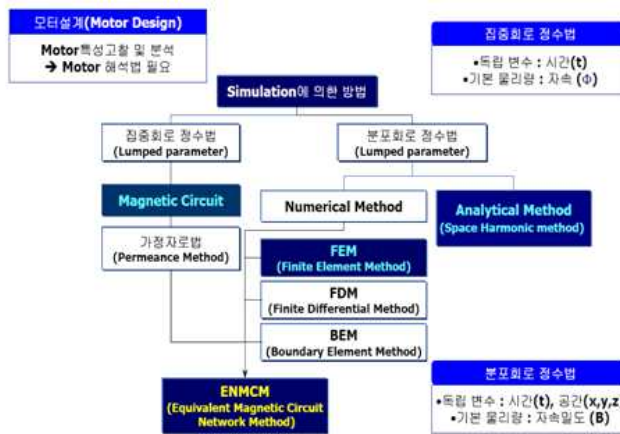 모터설계(Motor Design)
Motor특성고찰 및 분석
→ Motor 해석법 필요
집중회로 정수법
•독립 변수 : 시간(t)
•기본 물리량 : 자속 (Φ)
Simulation에 의한 방법
집중회로 정수법
(Lumped parameter)
분포회로 정수법
(Lumped parameter)
Magnetic Circuit
Numerical Method
Analytical Method
(Space Harmonic method)
가정자로법
(Permeance Method)
FEM
(Finite Element Method)
FDM
(Finite Differential Method)
BEM
(Boundary Element Method)
ENMCM
(Equivalent Magnetic Circuit
Network Method)
분포회로 정수법
•독립 변수 : 시간(t), 공간(x,y,z)
•기본 물리량 : 자속밀도 (B)